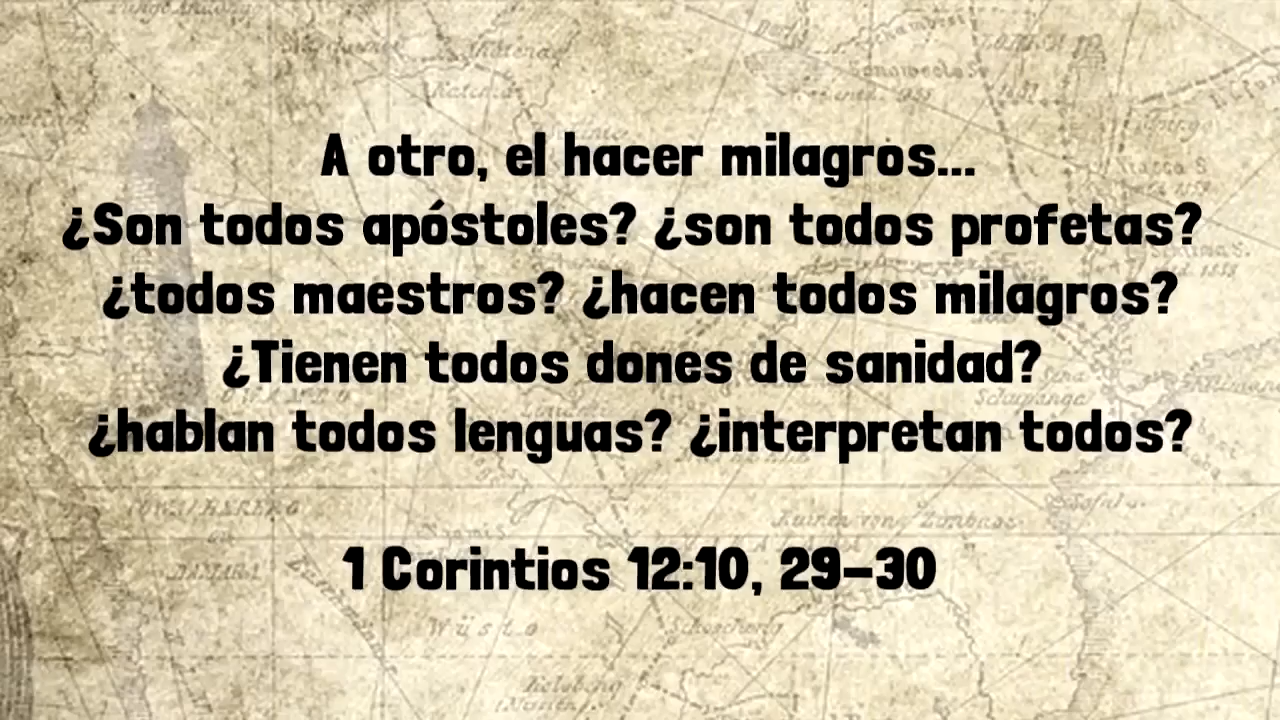 A otro, el hacer milagros...
¿Son todos apóstoles? ¿son todos profetas?
¿todos maestros? ¿hacen todos milagros?
¿Tienen todos dones de sanidad?
¿hablan todos lenguas? ¿interpretan todos?
1 Corintios 12:10, 29-30